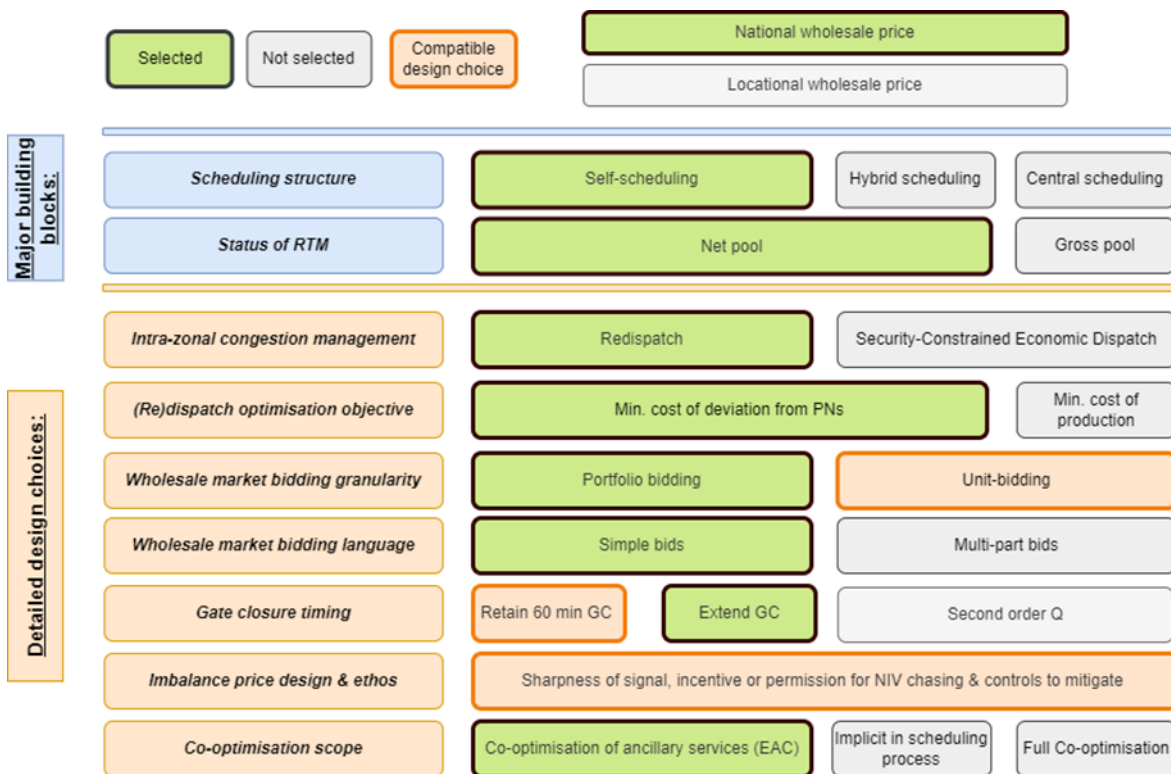 Selected
Not selected
Compatible
design choice
National wholesale price
Locational wholesale price
Major building
blocks:
Scheduling structure
Self-scheduling
Hybrid scheduling
Central scheduling
Status of RTM
Net pool
Gross pool
Detailed design choices:
Intra-zonal congestion management
Redispatch
Security-Constrained Economic Dispatch
(Re)dispatch optimisation objective
Min. cost of deviation from PNs
Min. cost of
production
Wholesale market bidding granularity
Portfolio bidding
Unit-bidding
Wholesale market bidding language
Simple bids
Multi-part bids
Gate closure timing
Retain 60 min GC
Extend GC
Second order Q
Imbalance price design & ethos
Sharpness of signal, incentive or permission for NIV chasing & controls to mitigate
Co-optimisation scope
Co-optimisation of ancillary services (EAC)
Implicit in scheduling
process
Full Co-optimisation